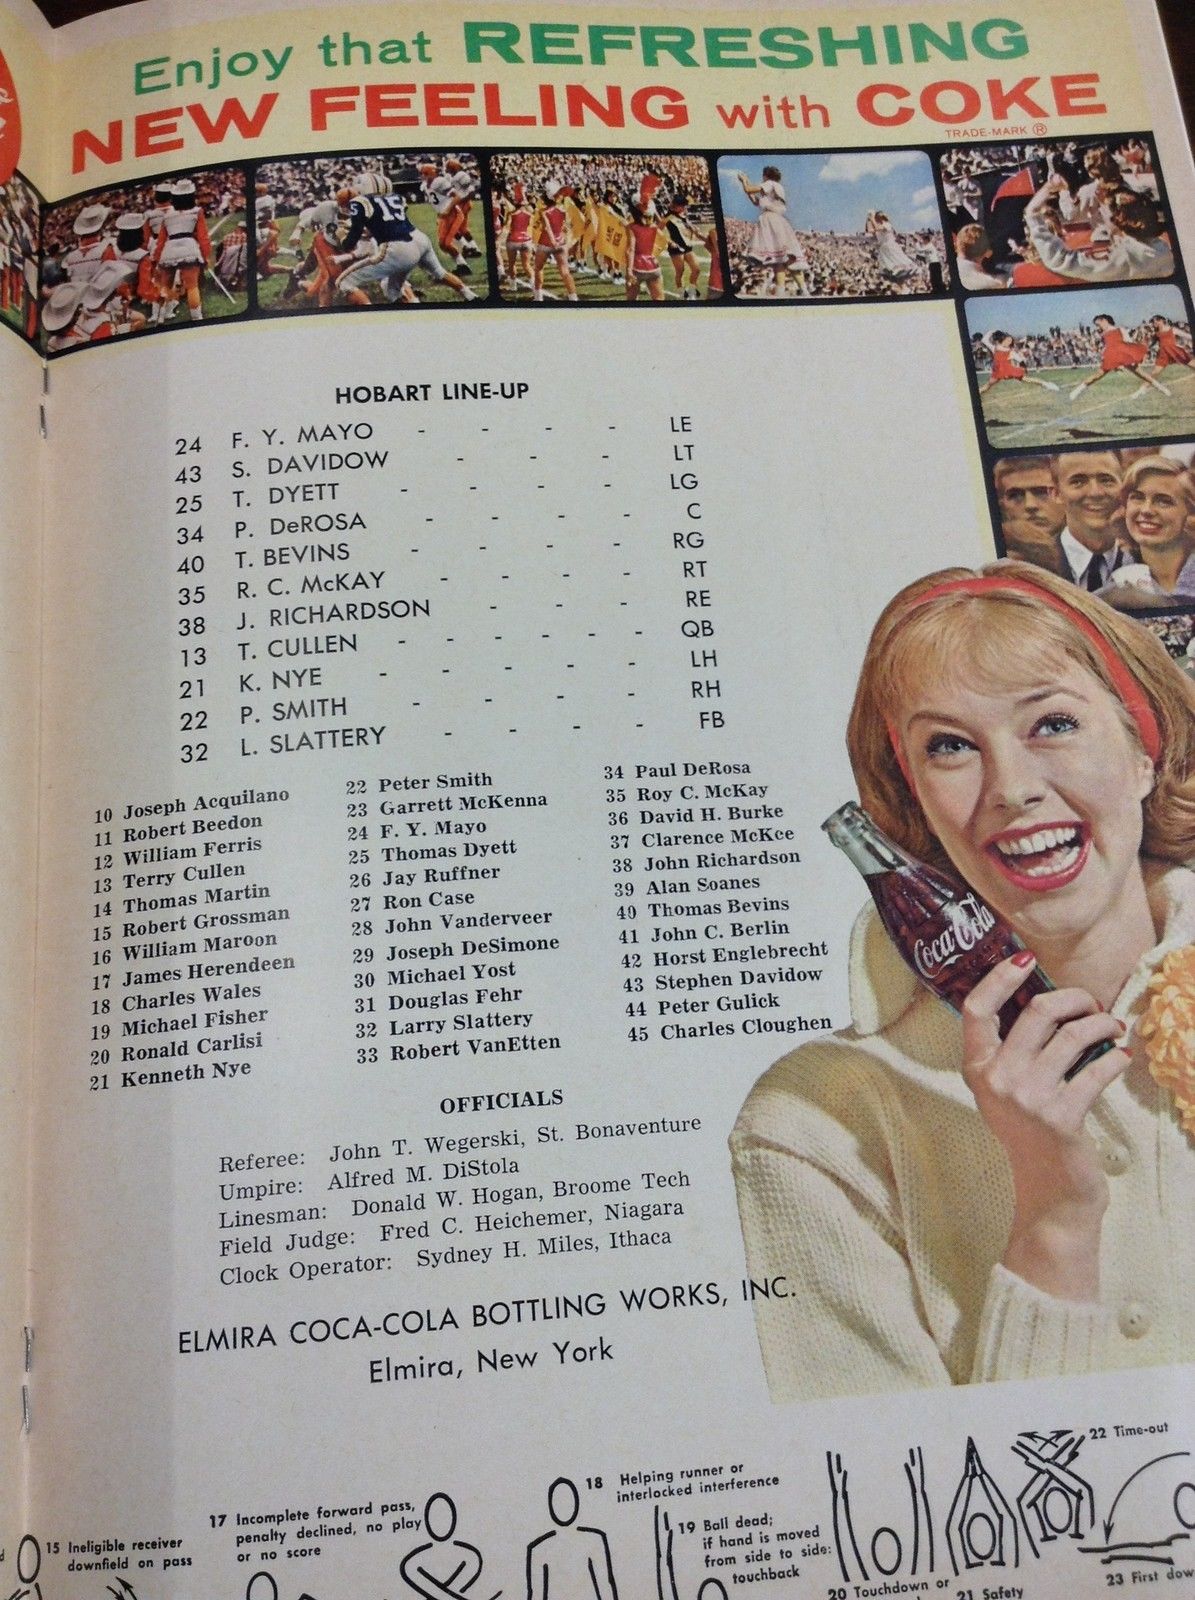 Enjoy that REFRESHING
NEW FEELING with COKE
TRADE-MARK ®
15
HOBART LINE-UP
24 F. Y. MAYO - - - - LE
43 S. DAVIDOW - - - LT
25 T. DYETT - - - - LG
34 P. DeROSA - - - - C
40 T. BEVINS - - - - RG
35 R. C. McKAY - - - - RT
38 J. RICHARDSON - - - RE
13 T. CULLEN - - - - - - QB
21 K. NYE - - - - - LH
22 P. SMITH - - - - RH
32 L. SLATTERY - - - - FB
10 Joseph Acquilano
11 Robert Beedon
12 William Ferris
13 Terry Cullen
14 Thomas Martin
15 Robert Grossman
16 William Maroon
17 James Herendeen
18 Charles Wales
19 Michael Fisher
20 Ronald Carlisi
21 Kenneth Nye
22 Peter Smith
23 Garrett McKenna
24 F. Y. Mayo
25 Thomas Dyett
26 Jay Ruffner
27 Ron Case
28 John Vanderveer
29 Joseph DeSimone
30 Michael Yost
31 Douglas Fehr
32 Larry Slattery
33 Robert VanEtten
34 Paul DeRosa
35 Roy C. McKay
36 David H. Burke
37 Clarence McKee
38 John Richardson
39 Alan Soanes
40 Thomas Bevins
41 John C. Berlin
42 Horst Englebrecht
43 Stephen Davidow
44 Peter Gulick
45 Charles Cloughen
Coca-Cola
OFFICIALS
Referee: John T. Wegerski, St. Bonaventure
Umpire: Alfred M. DiStola
Linesman: Donald W. Hogan, Broome Tech
Field Judge: Fred C. Heichemer, Niagara
Clock Operator: Sydney H. Miles, Ithaca
ELMIRA COCA-COLA BOTTLING WORKS, INC.
Elmira, New York
15 Ineligible receiver
downfield on pass
17 Incomplete forward pass,
penalty declined, no play
or no score
18 Helping runner or
interlocked interference
19 Ball dead;
if hand is moved
from side to side:
touchback
20 Touchdown or
21 Safety
22 Time-out
23 First dow